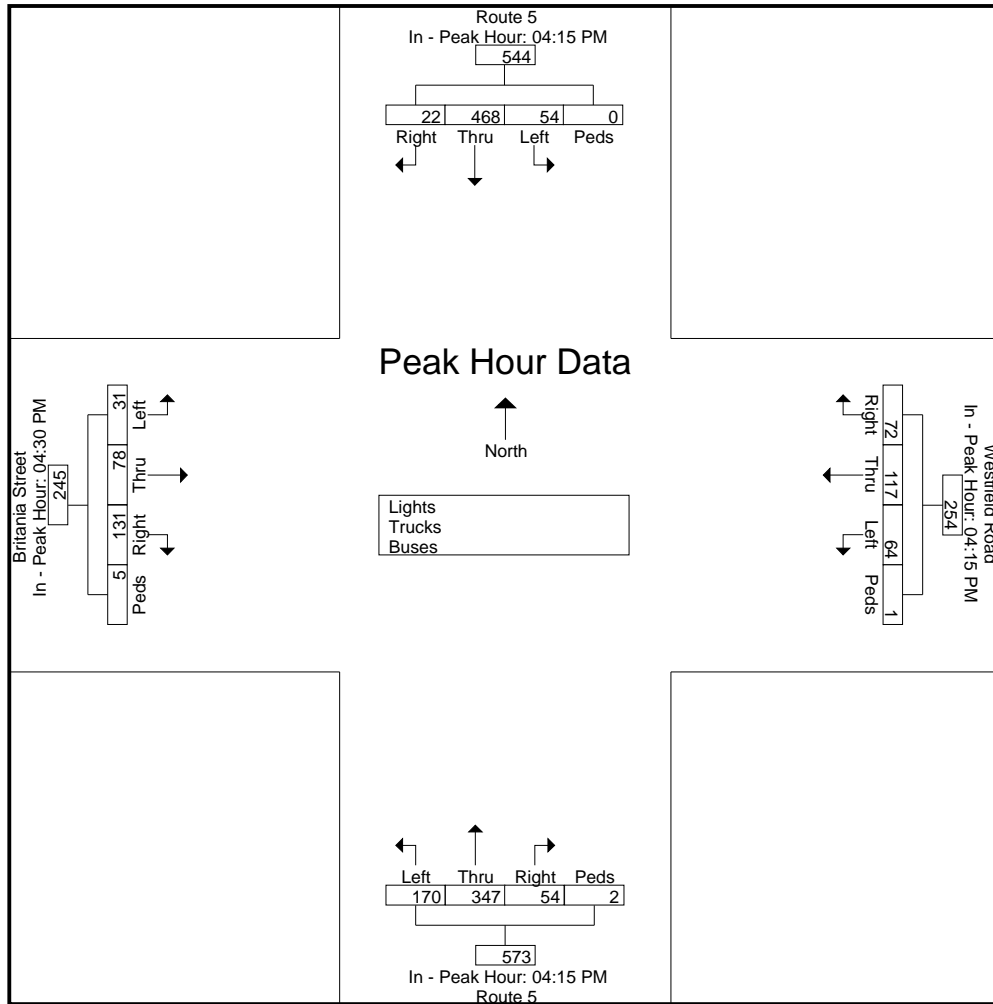 Route 5
In - Peak Hour: 04:15 PM
544
22 468 54 0
Right Thru Left Peds
Peak Hour Data
North
Lights
Trucks
Buses
Britania Street
In - Peak Hour: 04:30 PM
245
31 78 131 5
Left Thru Right Peds
Westfield Road
In - Peak Hour: 04:15 PM
254
72 117 64 1
Right Thru Left Peds
Left Thru Right Peds
170 347 54 2
573
In - Peak Hour: 04:15 PM
Route 5